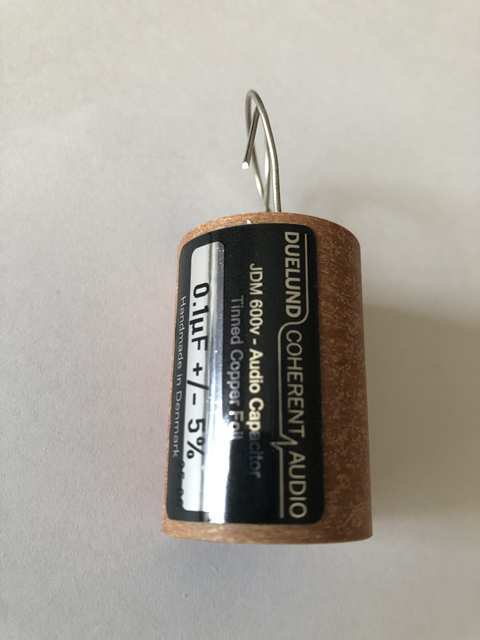 DUELUND COHERENT AUDIO
JDM 600v - Audio Capacitor
Tinned Copper Foil
0.1µF +/- 5%
Handmade in Denmark